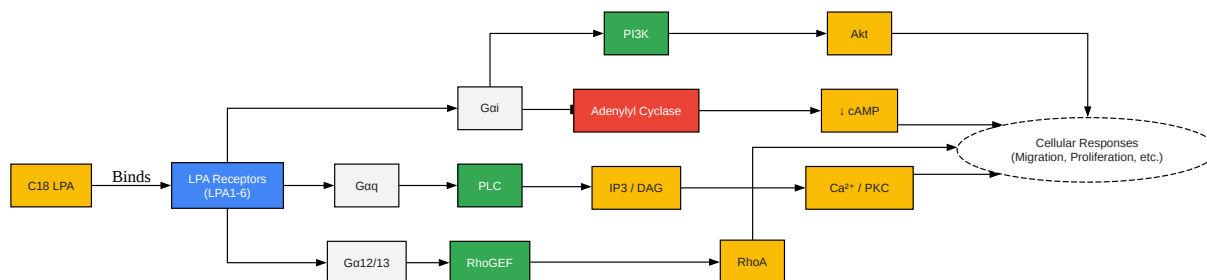 PI3K
Akt
Gαi
Adenylyl Cyclase
↓ cAMP
Cellular Responses
(Migration, Proliferation, etc.)
C18 LPA
Binds
LPA Receptors
(LPA1-6)
Gαq
PLC
IP3 / DAG
Ca²⁺ / PKC
Gα12/13
RhoGEF
RhoA